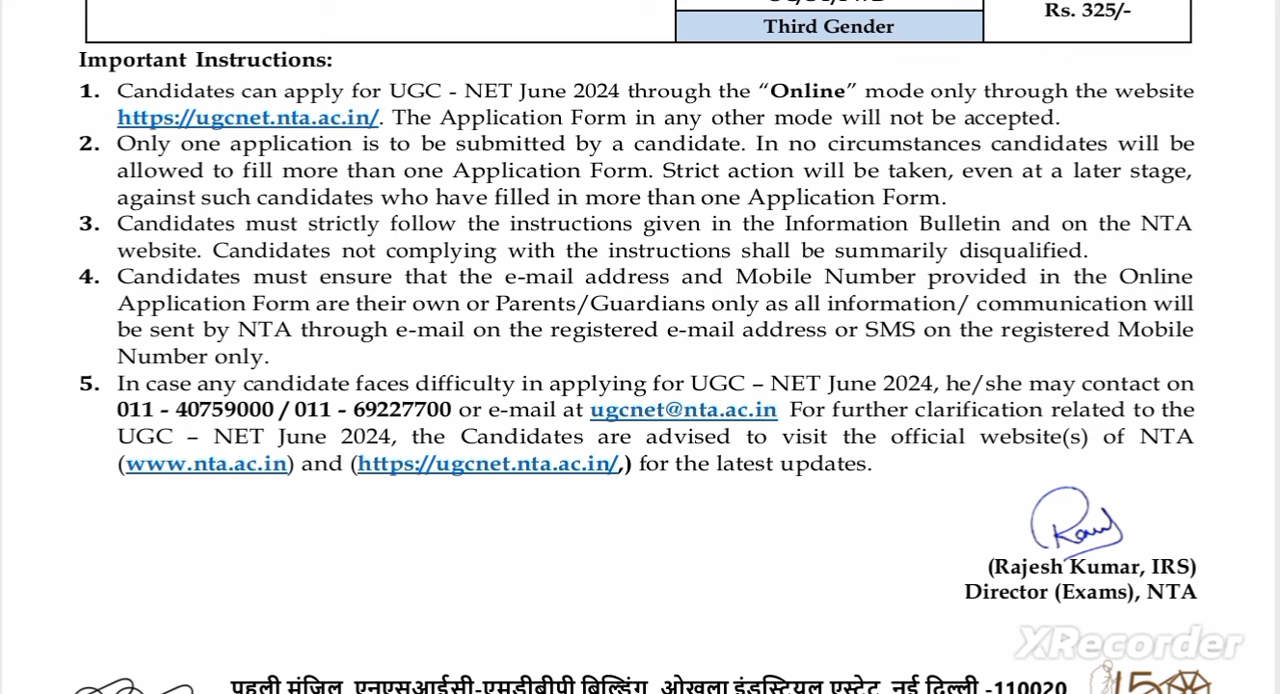 Rs. 325/-
Third Gender
Important Instructions:
1. Candidates can apply for UGC - NET June 2024 through the “Online” mode only through the website
https://ugcnet.nta.ac.in/. The Application Form in any other mode will not be accepted.
2. Only one application is to be submitted by a candidate. In no circumstances candidates will be
allowed to fill more than one Application Form. Strict action will be taken, even at a later stage,
against such candidates who have filled in more than one Application Form.
3. Candidates must strictly follow the instructions given in the Information Bulletin and on the NTA
website. Candidates not complying with the instructions shall be summarily disqualified.
4. Candidates must ensure that the e-mail address and Mobile Number provided in the Online
Application Form are their own or Parents/Guardians only as all information/ communication will
be sent by NTA through e-mail on the registered e-mail address or SMS on the registered Mobile
Number only.
5. In case any candidate faces difficulty in applying for UGC – NET June 2024, he/she may contact on
011 - 40759000 / 011 - 69227700 or e-mail at ugcnet@nta.ac.in For further clarification related to the
UGC – NET June 2024, the Candidates are advised to visit the official website(s) of NTA
(www.nta.ac.in) and (https://ugcnet.nta.ac.in/,) for the latest updates.
(Rajesh Kumar, IRS)
Director (Exams), NTA
XRecorder
पहली मंजिल, एनएसआईसी-एमडीबीपी बिल्डिंग, ओखला इंडस्ट्रियल एस्टेट, नई दिल्ली -110020